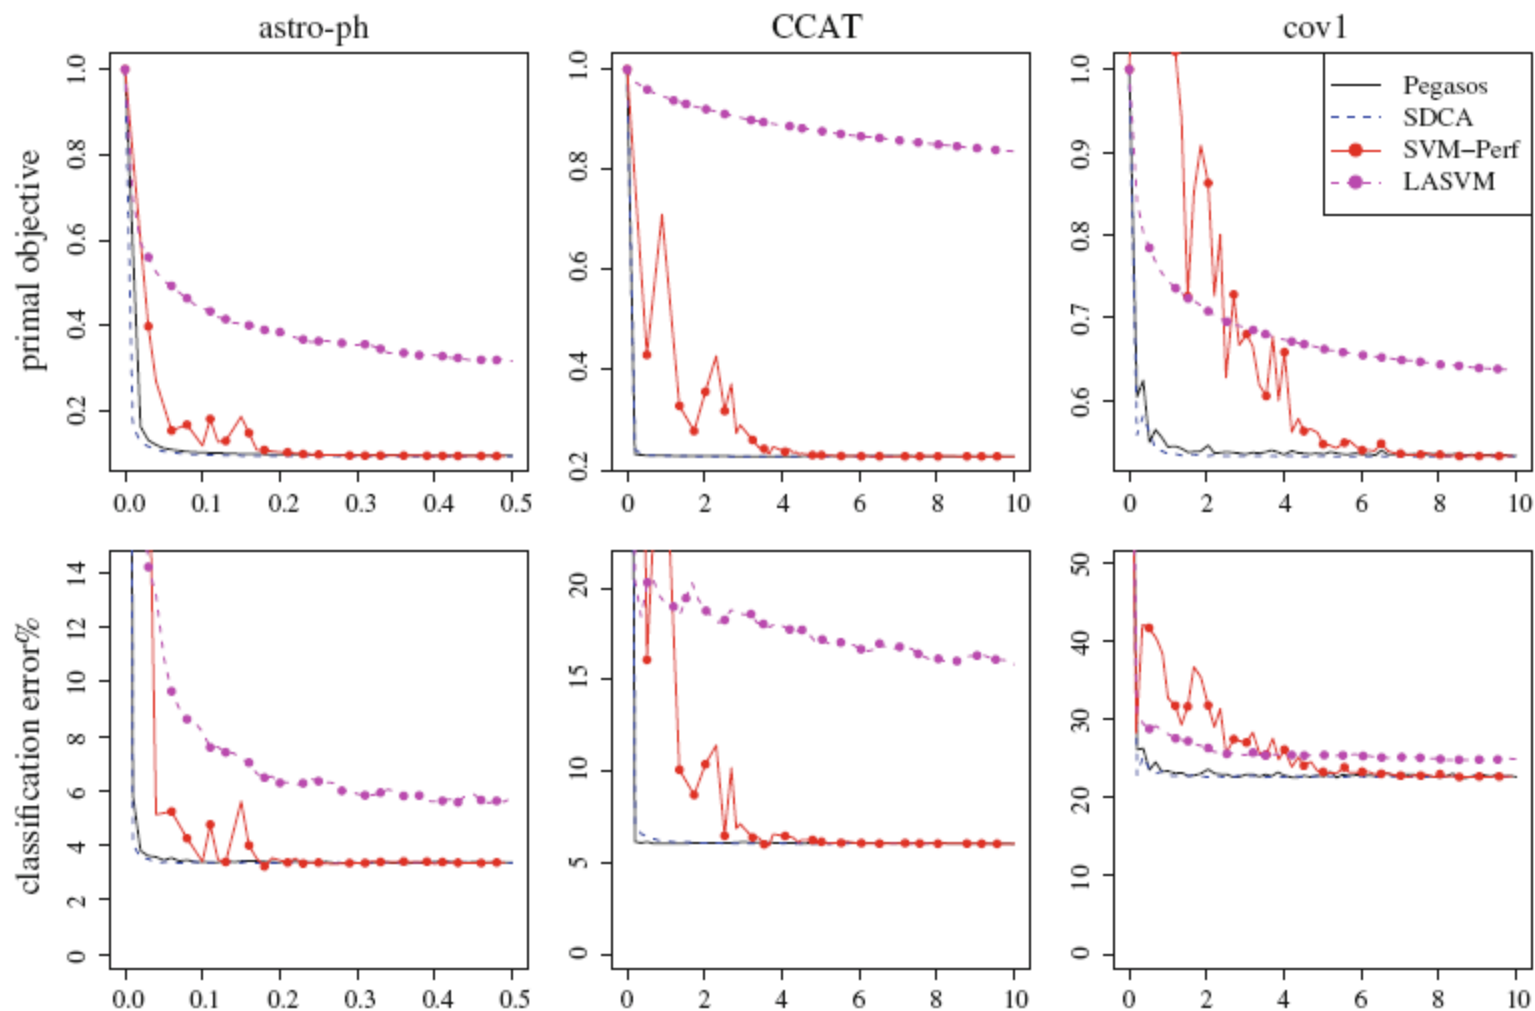 astro-ph
CCAT
cov1
primal objective
1.0
0.8
0.6
0.4
0.2
0.0 0.1 0.2 0.3 0.4 0.5
1.0
0.8
0.6
0.4
0.2
0 2 4 6 8 10
1.0
0.9
0.8
0.7
0.6
0 2 4 6 8 10
Pegasos
SDCA
SVM−Perf
LASVM
classification error%
14
12
10
8
6
4
2
0
0.0 0.1 0.2 0.3 0.4 0.5
20
15
10
5
0
0 2 4 6 8 10
50
40
30
20
10
0
0 2 4 6 8 10